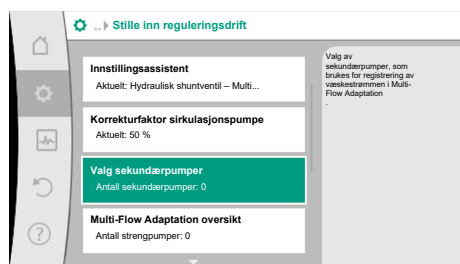 .. Stille inn reguleringsdrift
Innstillingsassistent
Aktuelt: Hydraulisk shuntventil – Multi...
Korrekturfaktor sirkulasjonspumpe
Aktuelt: 50 %
Valg sekundærpumper
Antall sekundærpumper: 0
Multi-Flow Adaptation oversikt
Antall strengpumper: 0
Valg av
sekundærpumper, som
brukes for registrering av
væskestrømmen i Multi-
Flow Adaptation
.